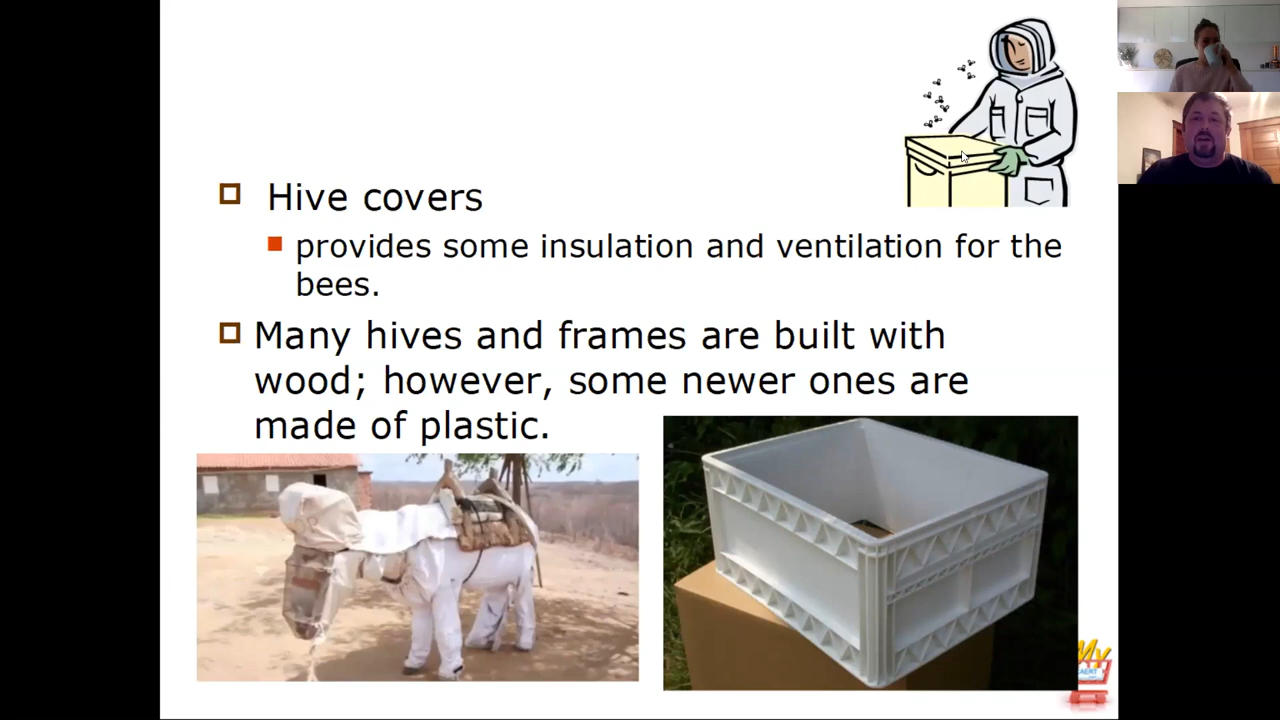 Hive covers
provides some insulation and ventilation for the
bees.
Many hives and frames are built with
wood; however, some newer ones are
made of plastic.
My